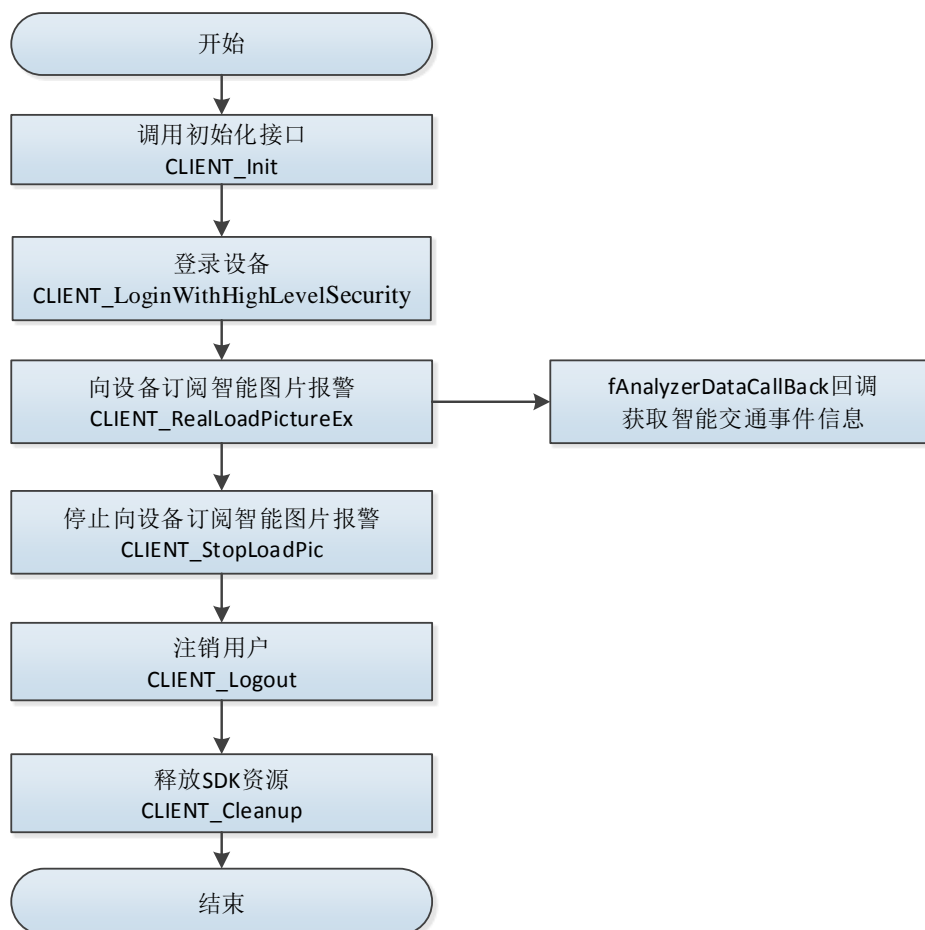 开始
调用初始化接口
CLIENT_Init
登录设备
CLIENT_LoginWithHighLevelSecurity
向设备订阅智能图片报警
CLIENT_RealLoadPictureEx
fAnalyzerDataCallBack回调
获取智能交通事件信息
停止向设备订阅智能图片报警
CLIENT_StopLoadPic
注销用户
CLIENT_Logout
释放SDK资源
CLIENT_Cleanup
结束